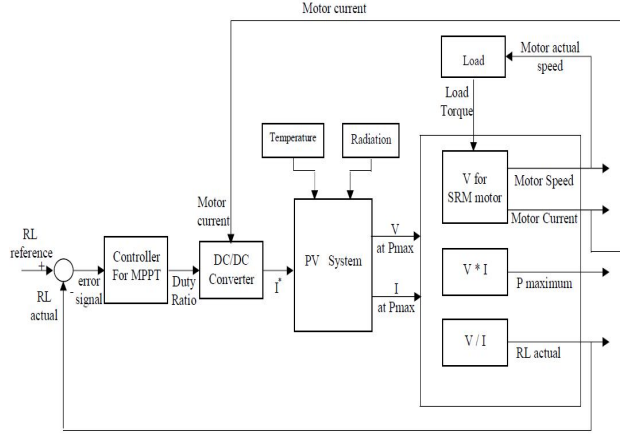 Motor current
Load
Motor actual
speed
Load
Torque
Temperature
Radiation
V for
SRM motor
Motor Speed
Motor Current
Motor
current
RL
reference
+
-
RL
actual
error
signal
Controller
For MPPT
Duty
Ratio
DC/DC
Converter
I*
PV System
V
at Pmax
I
at Pmax
V * I
P maximum
V / I
RL actual